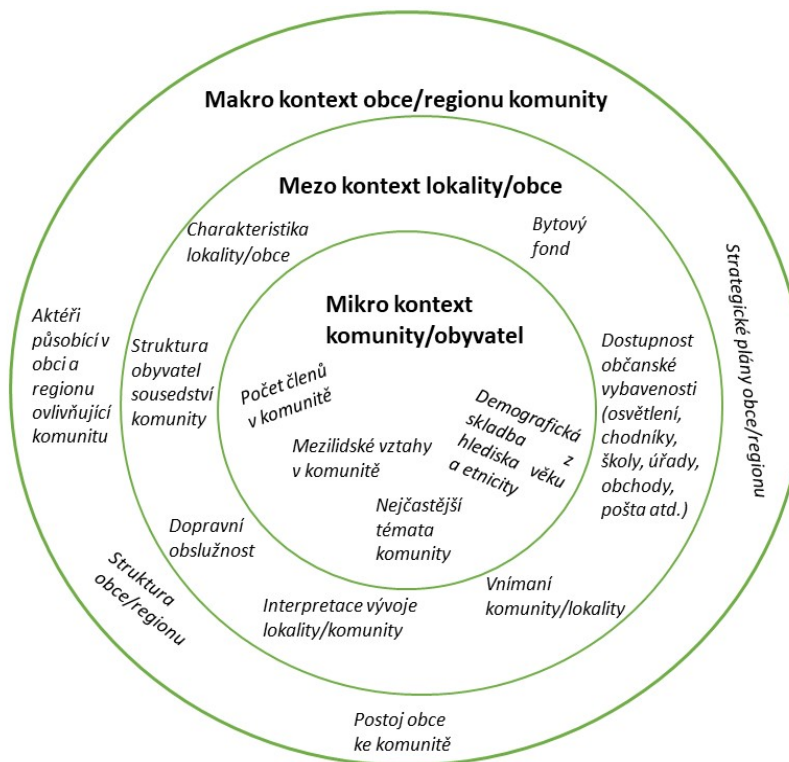 Makro kontext obce/regionu komunity
Mezo kontext lokality/obce
Charakteristika
lokality/obce
Bytový
fond
Mikro kontext
komunity/obyvatel
Aktéři
působící v
obci a
regionu
ovlivňující
komunitu
Struktura
obyvatel
sousedství
komunity
Počet členů
v komunitě
Mezilidské vztahy
v komunitě
Demografická
skladba z
hlediska věku
a etnicity
Nejčastější
témata
komunity
Dostupnost
občanské
vybavenosti
(osvětlení,
chodníky,
školy, úřady,
obchody,
pošta atd.)
Strategické plány obce/regionu
Dopravní
obslužnost
Struktura
obce/regionu
Interpretace vývoje
lokality/komunity
Vnímaní
komunity/lokality
Postoj obce
ke komunitě